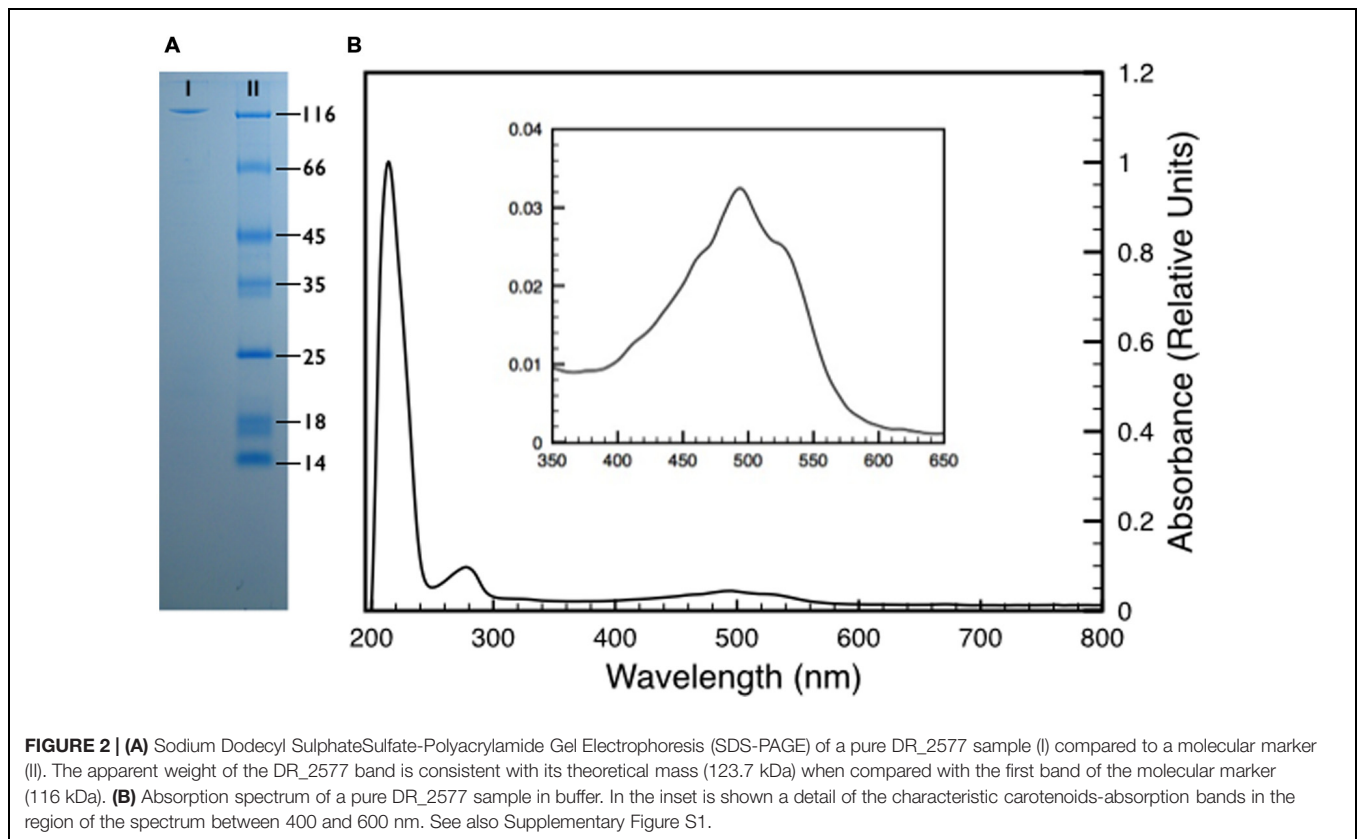 A
B
I II
116
66
45
35
25
18
14
1.2
1
0.8
0.6
0.4
0.2
0
Absorbance (Relative Units)
0.04
0.03
0.02
0.01
0
350 400 450 500 550 600 650
200 300 400 500 600 700 800
Wavelength (nm)
FIGURE 2 | (A) Sodium Dodecyl SulphateSulfate-Polyacrylamide Gel Electrophoresis (SDS-PAGE) of a pure DR_2577 sample (I) compared to a molecular marker
(II). The apparent weight of the DR_2577 band is consistent with its theoretical mass (123.7 kDa) when compared with the first band of the molecular marker
(116 kDa). (B) Absorption spectrum of a pure DR_2577 sample in buffer. In the inset is shown a detail of the characteristic carotenoids-absorption bands in the
region of the spectrum between 400 and 600 nm. See also Supplementary Figure S1.